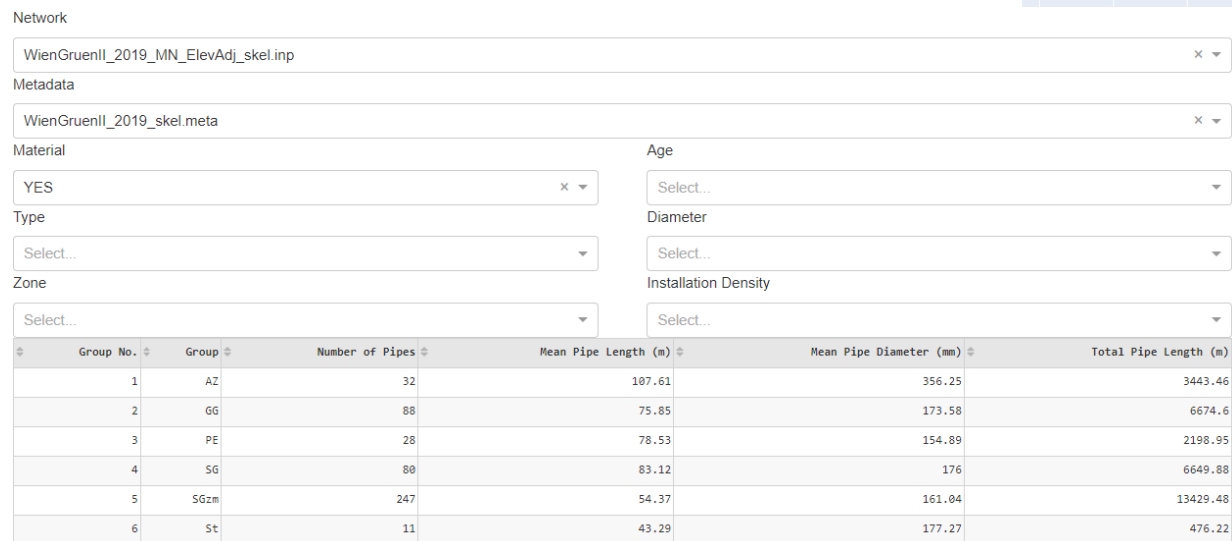 Network
WienGruenII_2019_MN_ElevAdj_skel.inp
Metadata
WienGruenII_2019_skel.meta
Material Age
YES Select...
Type Diameter
Select... Select...
Zone Installation Density
Select... Select...
Group No. Group Number of Pipes Mean Pipe Length (m) Mean Pipe Diameter (mm) Total Pipe Length (m)
1 AZ 32 107.61 356.25 3443.46
2 GG 88 75.85 173.58 6674.6
3 PE 28 78.53 154.89 2198.95
4 SG 80 83.12 176 6649.88
5 SGzm 247 54.37 161.04 13429.48
6 St 11 43.29 177.27 476.22